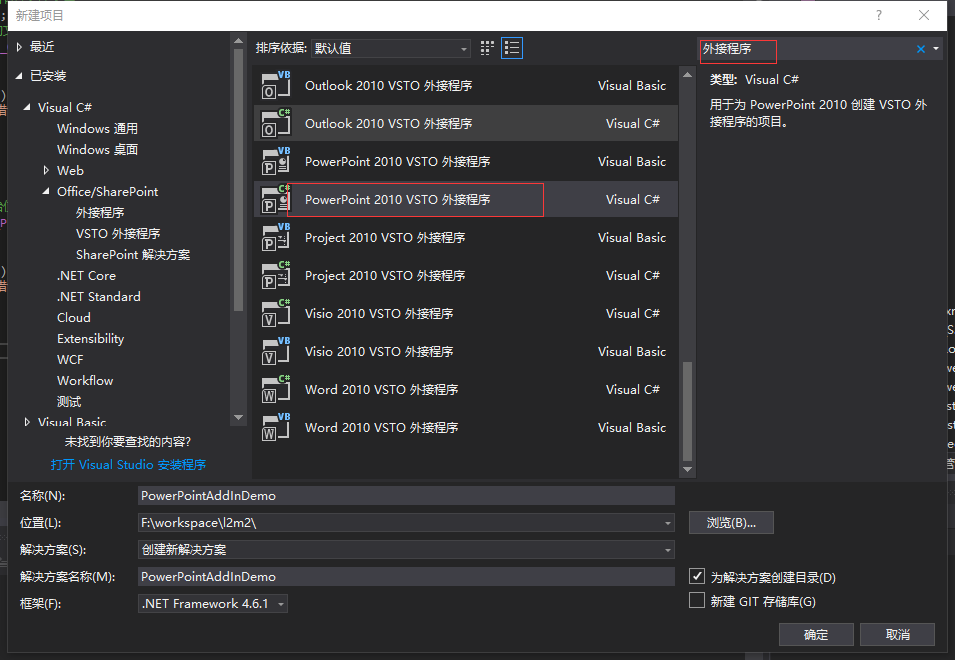 新建项目
?
最近
已安装
Visual C#
Windows 通用
Windows 桌面
Web
Office/SharePoint
外接程序
VSTO 外接程序
SharePoint 解决方案
.NET Core
.NET Standard
Cloud
Extensibility
WCF
Workflow
测试
Visual Basic
未找到你要查找的内容?
打开 Visual Studio 安装程序
排序依据: 默认值
VB O Outlook 2010 VSTO 外接程序 Visual Basic
C# O Outlook 2010 VSTO 外接程序 Visual C#
VB P PowerPoint 2010 VSTO 外接程序 Visual Basic
C# P PowerPoint 2010 VSTO 外接程序 Visual C#
VB P Project 2010 VSTO 外接程序 Visual Basic
C# P Project 2010 VSTO 外接程序 Visual C#
C# V Visio 2010 VSTO 外接程序 Visual C#
VB V Visio 2010 VSTO 外接程序 Visual Basic
C# W Word 2010 VSTO 外接程序 Visual C#
VB W Word 2010 VSTO 外接程序 Visual Basic
外接程序
类型: Visual C#
用于为 PowerPoint 2010 创建 VSTO 外
接程序的项目。
名称(N): PowerPointAddInDemo
位置(L): F:\workspace\l2m2\ 浏览(B)...
解决方案(S): 创建新解决方案
解决方案名称(M): PowerPointAddInDemo
为解决方案创建目录(D)
框架(F): .NET Framework 4.6.1
新建 GIT 存储库(G)
确定 取消